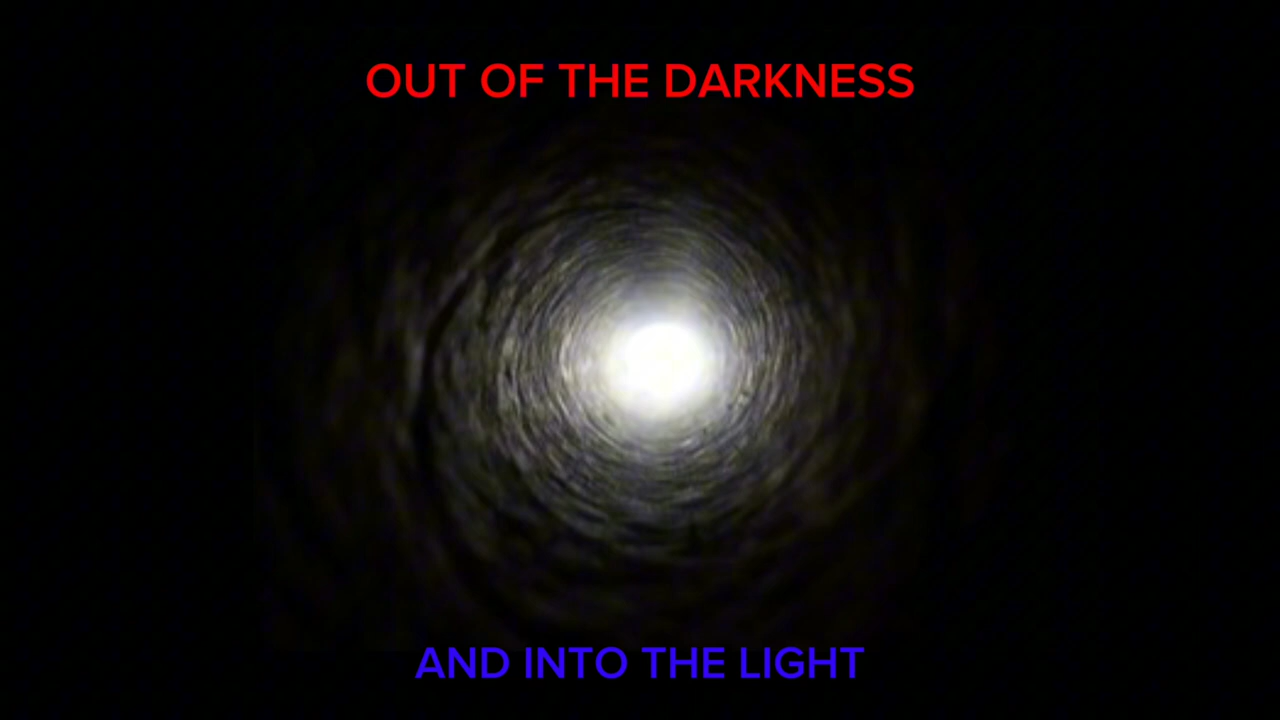 OUT OF THE DARKNESS
AND INTO THE LIGHT